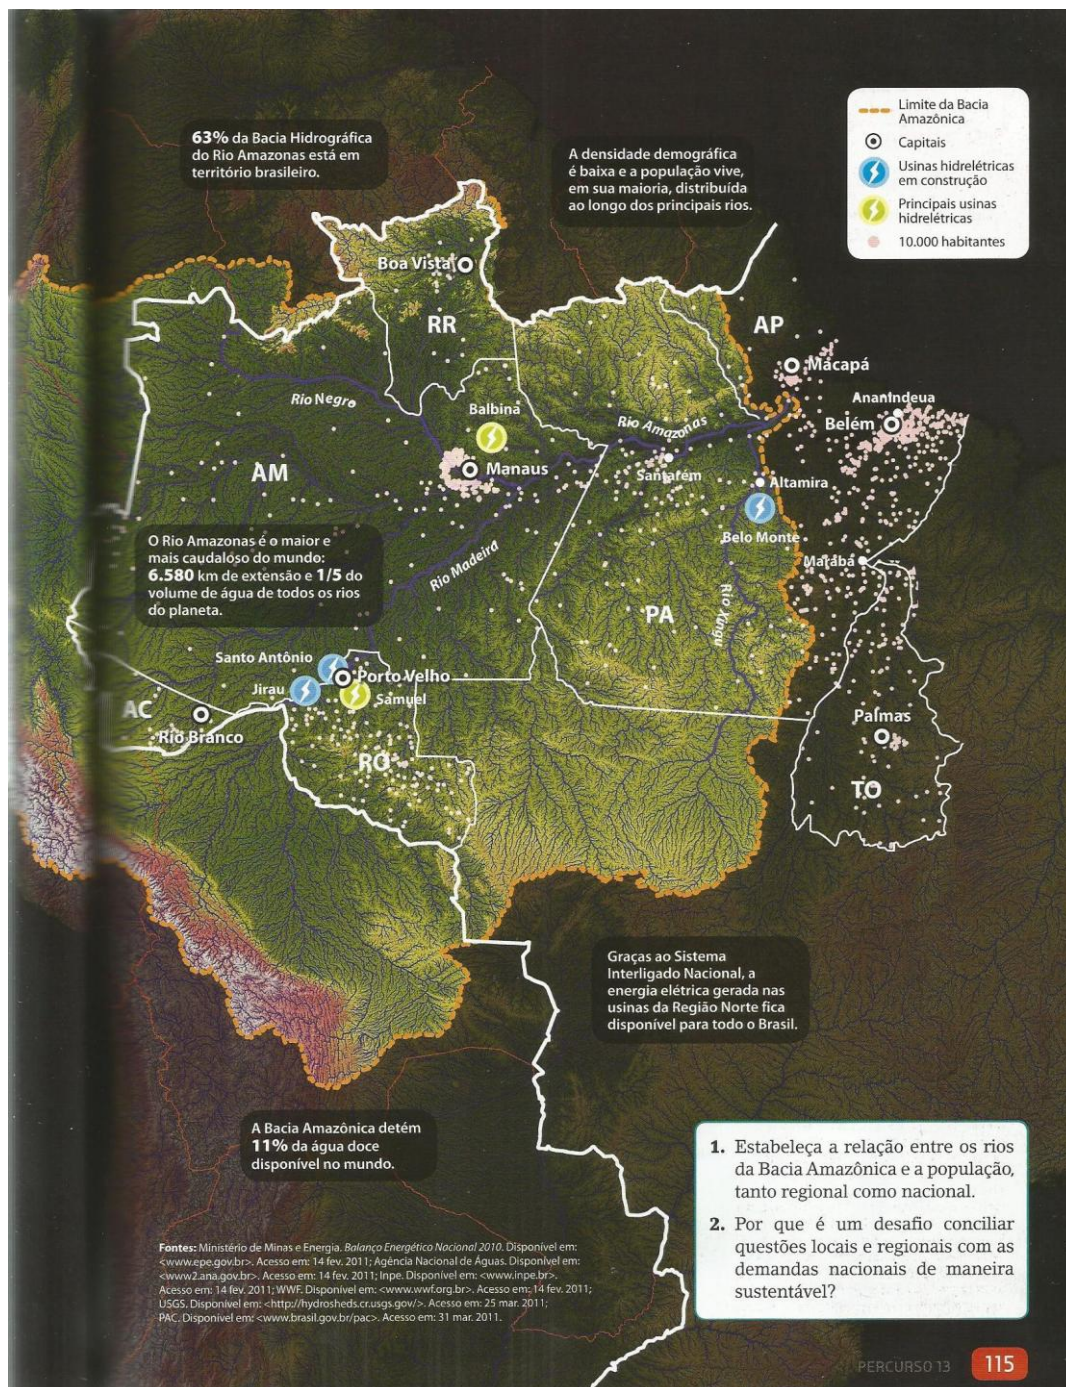 63% da Bacia Hidrográfica
do Rio Amazonas está em
território brasileiro.
A densidade demográfica
é baixa e a população vive,
em sua maioria, distribuída
ao longo dos principais rios.
Limite da Bacia
Amazônica
Capitais
Usinas hidrelétricas
em construção
Principais usinas
hidrelétricas
10.000 habitantes
Boa Vista
RR
AP
Macapá
Rio Negro
Balbina
Rio Amazonas
Ananindeua
Belém
AM
Manaus
Santarém
Altamira
Belo Monte
O Rio Amazonas é o maior e
mais caudaloso do mundo:
6.580 km de extensão e 1/5 do
volume de água de todos os rios
do planeta.
Rio Madeira
Marabá
PA
Rio Xingu
Santo Antônio
Porto Velho
Jirau
Samuel
AC
Rio Branco
RO
Palmas
TO
Graças ao Sistema
Interligado Nacional, a
energia elétrica gerada nas
usinas da Região Norte fica
disponível para todo o Brasil.
A Bacia Amazônica detém
11% da água doce
disponível no mundo.
1. Estabeleça a relação entre os rios
da Bacia Amazônica e a população,
tanto regional como nacional.
2. Por que é um desafio conciliar
questões locais e regionais com as
demandas nacionais de maneira
sustentável?
Fontes: Ministério de Minas e Energia. Balanço Energético Nacional 2010. Disponível em:
<www.epe.gov.br>. Acesso em: 14 fev. 2011; Agência Nacional de Águas. Disponível em:
<www2.ana.gov.br>. Acesso em: 14 fev. 2011; Inpe. Disponível em: <www.inpe.br>.
Acesso em: 14 fev. 2011; WWF. Disponível em: <www.wwf.org.br>. Acesso em: 14 fev. 2011;
USGS. Disponível em: <http://hydrosheds.cr.usgs.gov/>. Acesso em: 25 mar. 2011;
PAC. Disponível em: <www.brasil.gov.br/pac>. Acesso em: 31 mar. 2011.
PERCURSO 13
115